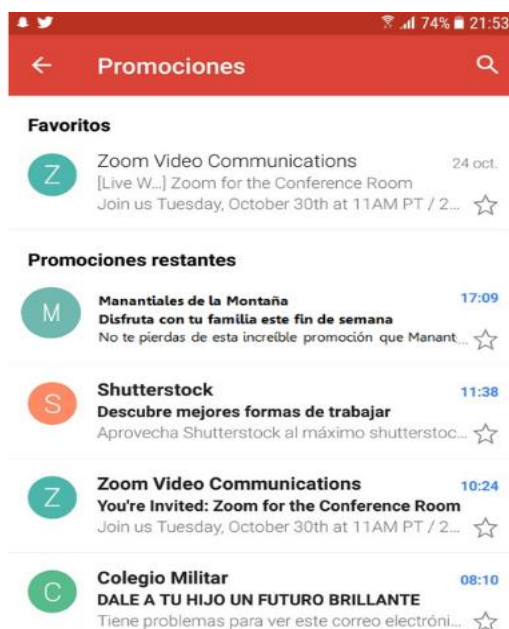 74% 21:53
Promociones
Favoritos
Z Zoom Video Communications 24 oct.
[Live W...] Zoom for the Conference Room
Join us Tuesday, October 30th at 11AM PT / 2...
Promociones restantes
M Manantiales de la Montaña 17:09
Disfruta con tu familia este fin de semana
No te pierdas de esta increíble promoción que Manant...
S Shutterstock 11:38
Descubre mejores formas de trabajar
Aprovecha Shutterstock al máximo shutterstoc...
Z Zoom Video Communications 10:24
You're Invited: Zoom for the Conference Room
Join us Tuesday, October 30th at 11AM PT / 2...
C Colegio Militar 08:10
DALE A TU HIJO UN FUTURO BRILLANTE
Tiene problemas para ver este correo electróni...